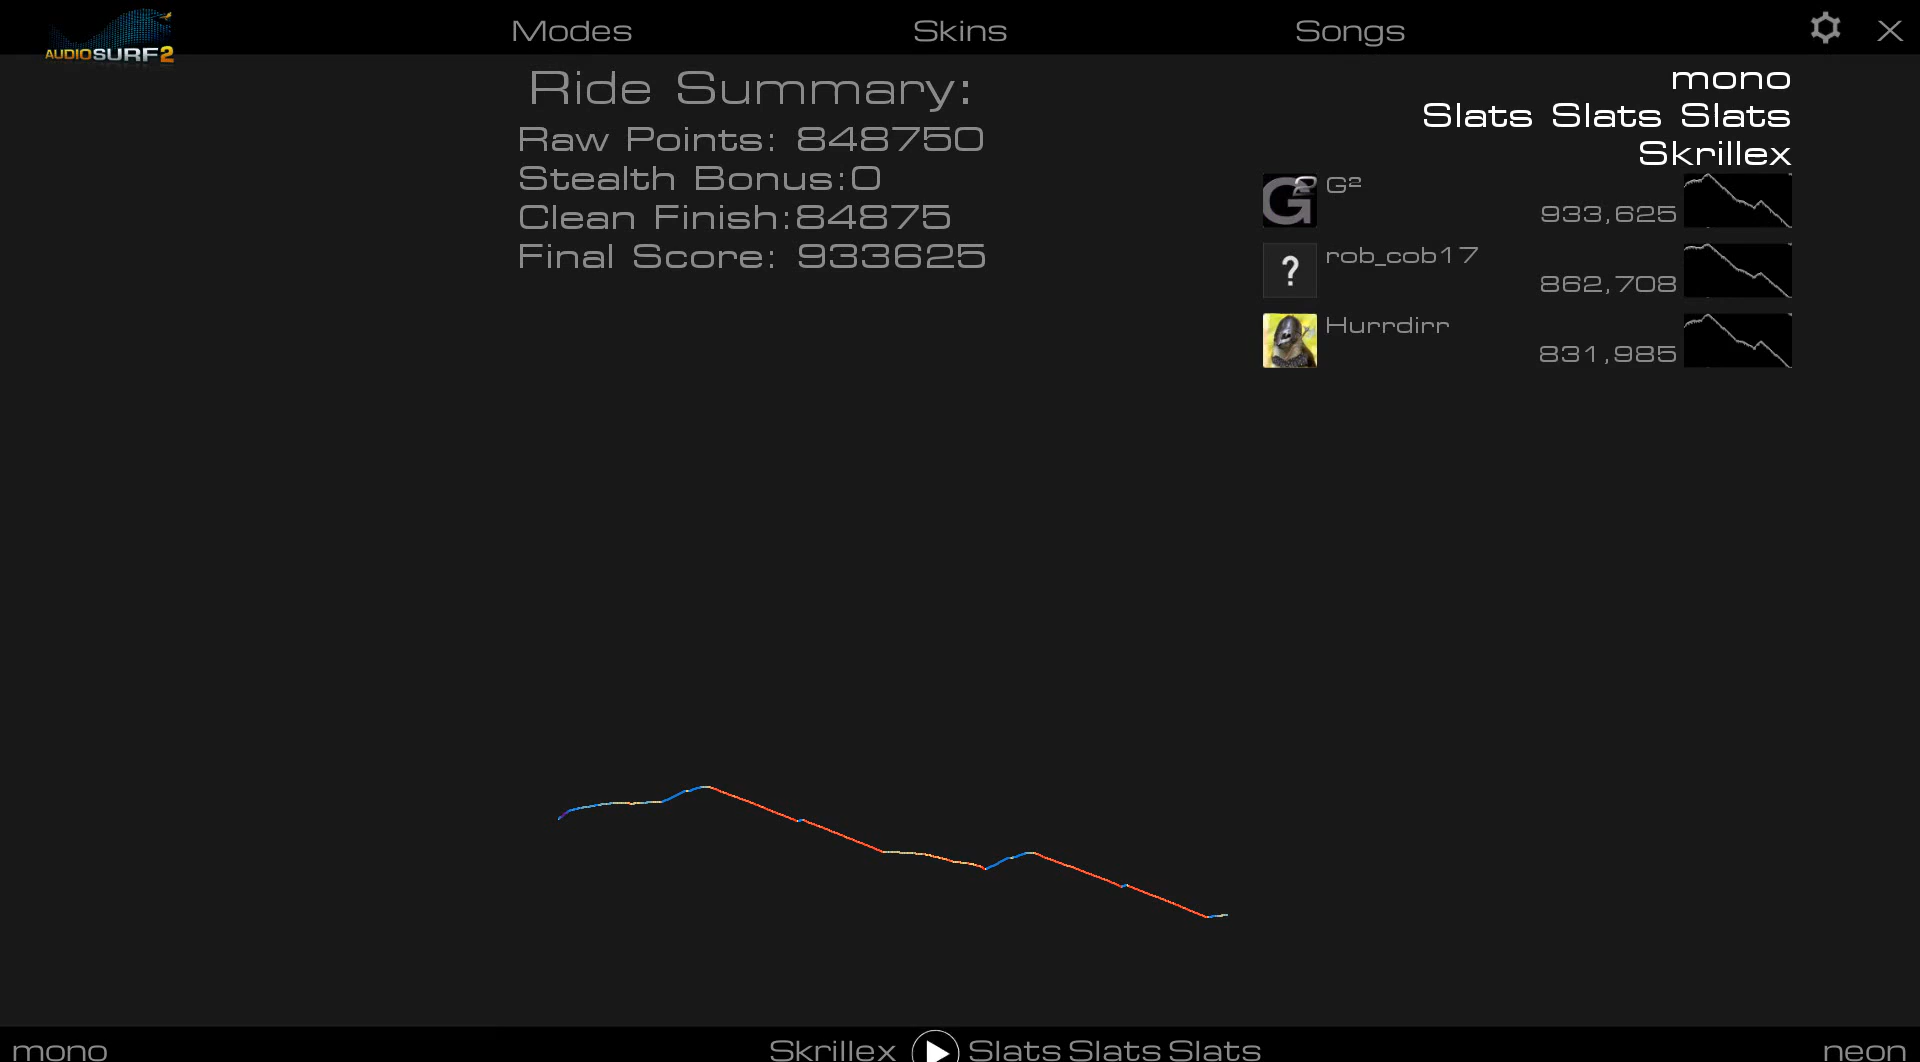 AUDIOSURF2
Modes Skins Songs
Ride Summary:
Raw Points: 848750
Stealth Bonus:0
Clean Finish:84875
Final Score: 933625
mono
Slats Slats Slats
Skrillex
G²
933,625
?
rob_cob17
862,708
Hurrdirr
831,985
mono Skrillex Slats Slats Slats neon